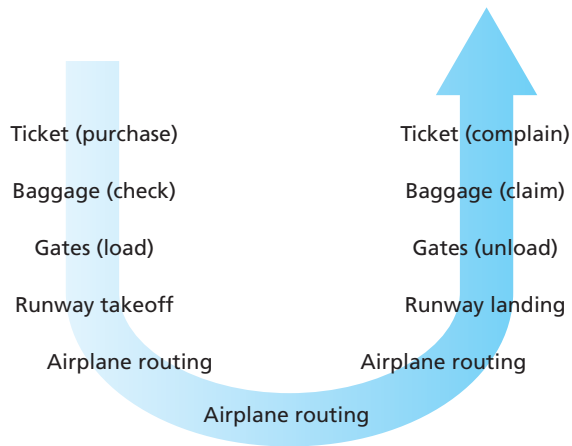 Ticket (purchase)
Baggage (check)
Gates (load)
Runway takeoff
Airplane routing
Airplane routing
Airplane routing
Runway landing
Gates (unload)
Baggage (claim)
Ticket (complain)